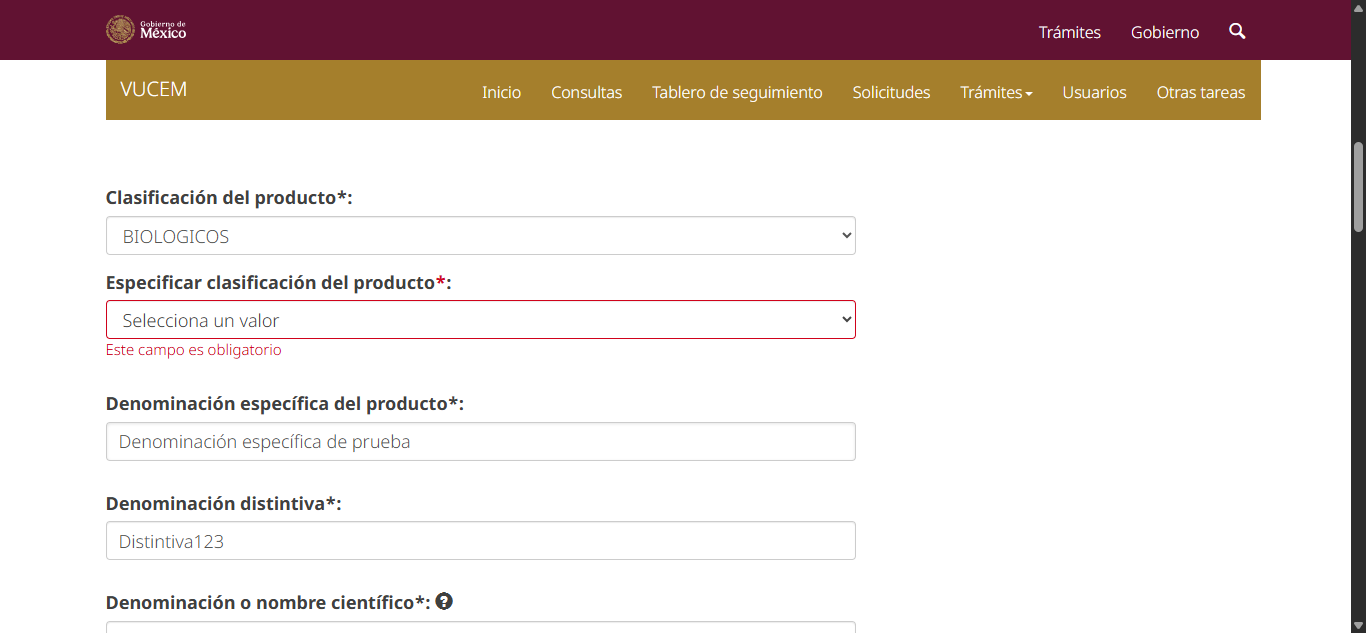 Gobierno de
México
Trámites
Gobierno
VUCEM
Inicio
Consultas
Tablero de seguimiento
Solicitudes
Trámites
Usuarios
Otras tareas
Clasificación del producto*:
BIOLOGICOS
Especificar clasificación del producto*:
Selecciona un valor
Este campo es obligatorio
Denominación específica del producto*:
Denominación específica de prueba
Denominación distintiva*:
Distintiva123
Denominación o nombre científico*: ?